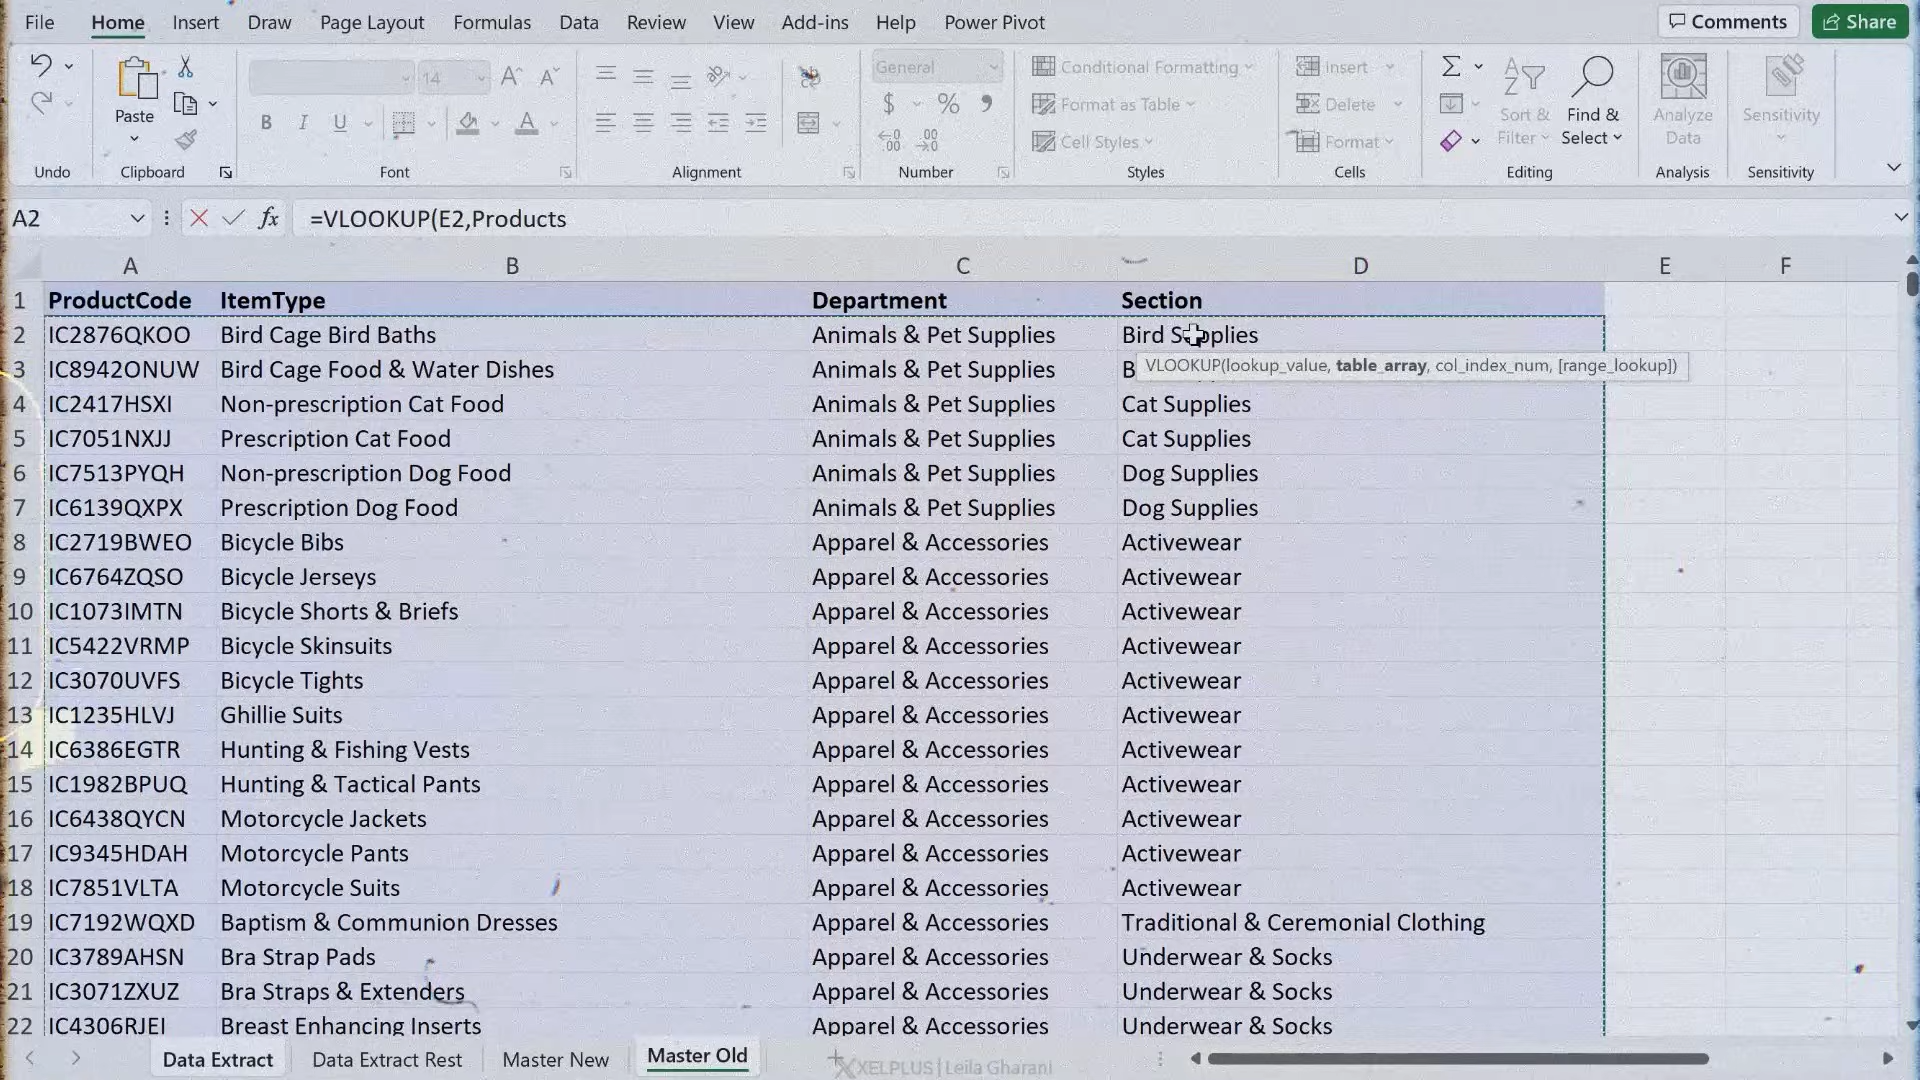 File Home Insert Draw Page Layout Formulas Data Review View Add-ins Help Power Pivot Comments Share
Paste
14
General
Conditional Formatting
Format as Table
Cell Styles
Insert
Delete
Format
Sort & Filter
Find & Select
Analyze Data
Sensitivity
Undo Clipboard Font Alignment Number Styles Cells Editing Analysis Sensitivity
A2 fx =VLOOKUP(E2,Products
A B C D E F
1 ProductCode ItemType Department Section
2 IC2876QKOO Bird Cage Bird Baths Animals & Pet Supplies Bird Supplies
3 IC8942ONUW Bird Cage Food & Water Dishes Animals & Pet Supplies B
VLOOKUP(lookup_value, table_array, col_index_num, [range_lookup])
4 IC2417HSXI Non-prescription Cat Food Animals & Pet Supplies Cat Supplies
5 IC7051NXJJ Prescription Cat Food Animals & Pet Supplies Cat Supplies
6 IC7513PYQH Non-prescription Dog Food Animals & Pet Supplies Dog Supplies
7 IC6139QXPX Prescription Dog Food Animals & Pet Supplies Dog Supplies
8 IC2719BWEO Bicycle Bibs Apparel & Accessories Activewear
9 IC6764ZQSO Bicycle Jerseys Apparel & Accessories Activewear
10 IC1073IMTN Bicycle Shorts & Briefs Apparel & Accessories Activewear
11 IC5422VRMP Bicycle Skinsuits Apparel & Accessories Activewear
12 IC3070UVFS Bicycle Tights Apparel & Accessories Activewear
13 IC1235HLVJ Ghillie Suits Apparel & Accessories Activewear
14 IC6386EGTR Hunting & Fishing Vests Apparel & Accessories Activewear
15 IC1982BPUQ Hunting & Tactical Pants Apparel & Accessories Activewear
16 IC6438QYCN Motorcycle Jackets Apparel & Accessories Activewear
17 IC9345HDAH Motorcycle Pants Apparel & Accessories Activewear
18 IC7851VLTA Motorcycle Suits Apparel & Accessories Activewear
19 IC7192WQXD Baptism & Communion Dresses Apparel & Accessories Traditional & Ceremonial Clothing
20 IC3789AHSN Bra Strap Pads Apparel & Accessories Underwear & Socks
21 IC3071ZXUZ Bra Straps & Extenders Apparel & Accessories Underwear & Socks
22 IC4306RJEI Breast Enhancing Inserts Apparel & Accessories Underwear & Socks
Data Extract Data Extract Rest Master New Master Old
XELPLUS | Leila Gharani